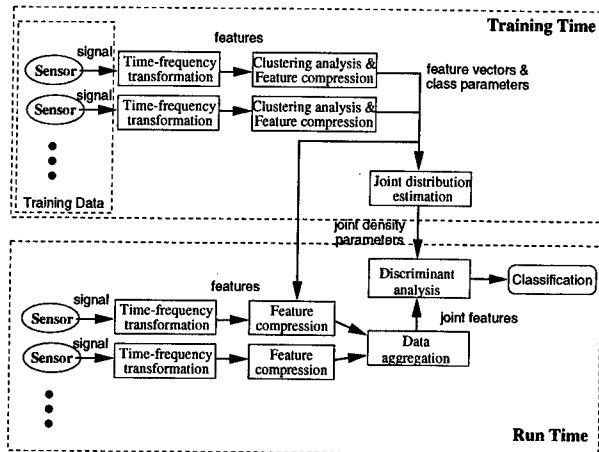 Training Time
features
signal
Sensor
Time-frequency
transformation
Clustering analysis &
Feature compression
feature vectors &
class parameters
signal
Sensor
Time-frequency
transformation
Clustering analysis &
Feature compression
Training Data
Joint distribution
estimation
joint density
parameters
Discriminant
analysis
Classification
features
signal
Sensor
Time-frequency
transformation
Feature
compression
joint features
signal
Sensor
Time-frequency
transformation
Feature
compression
Data
aggregation
Run Time